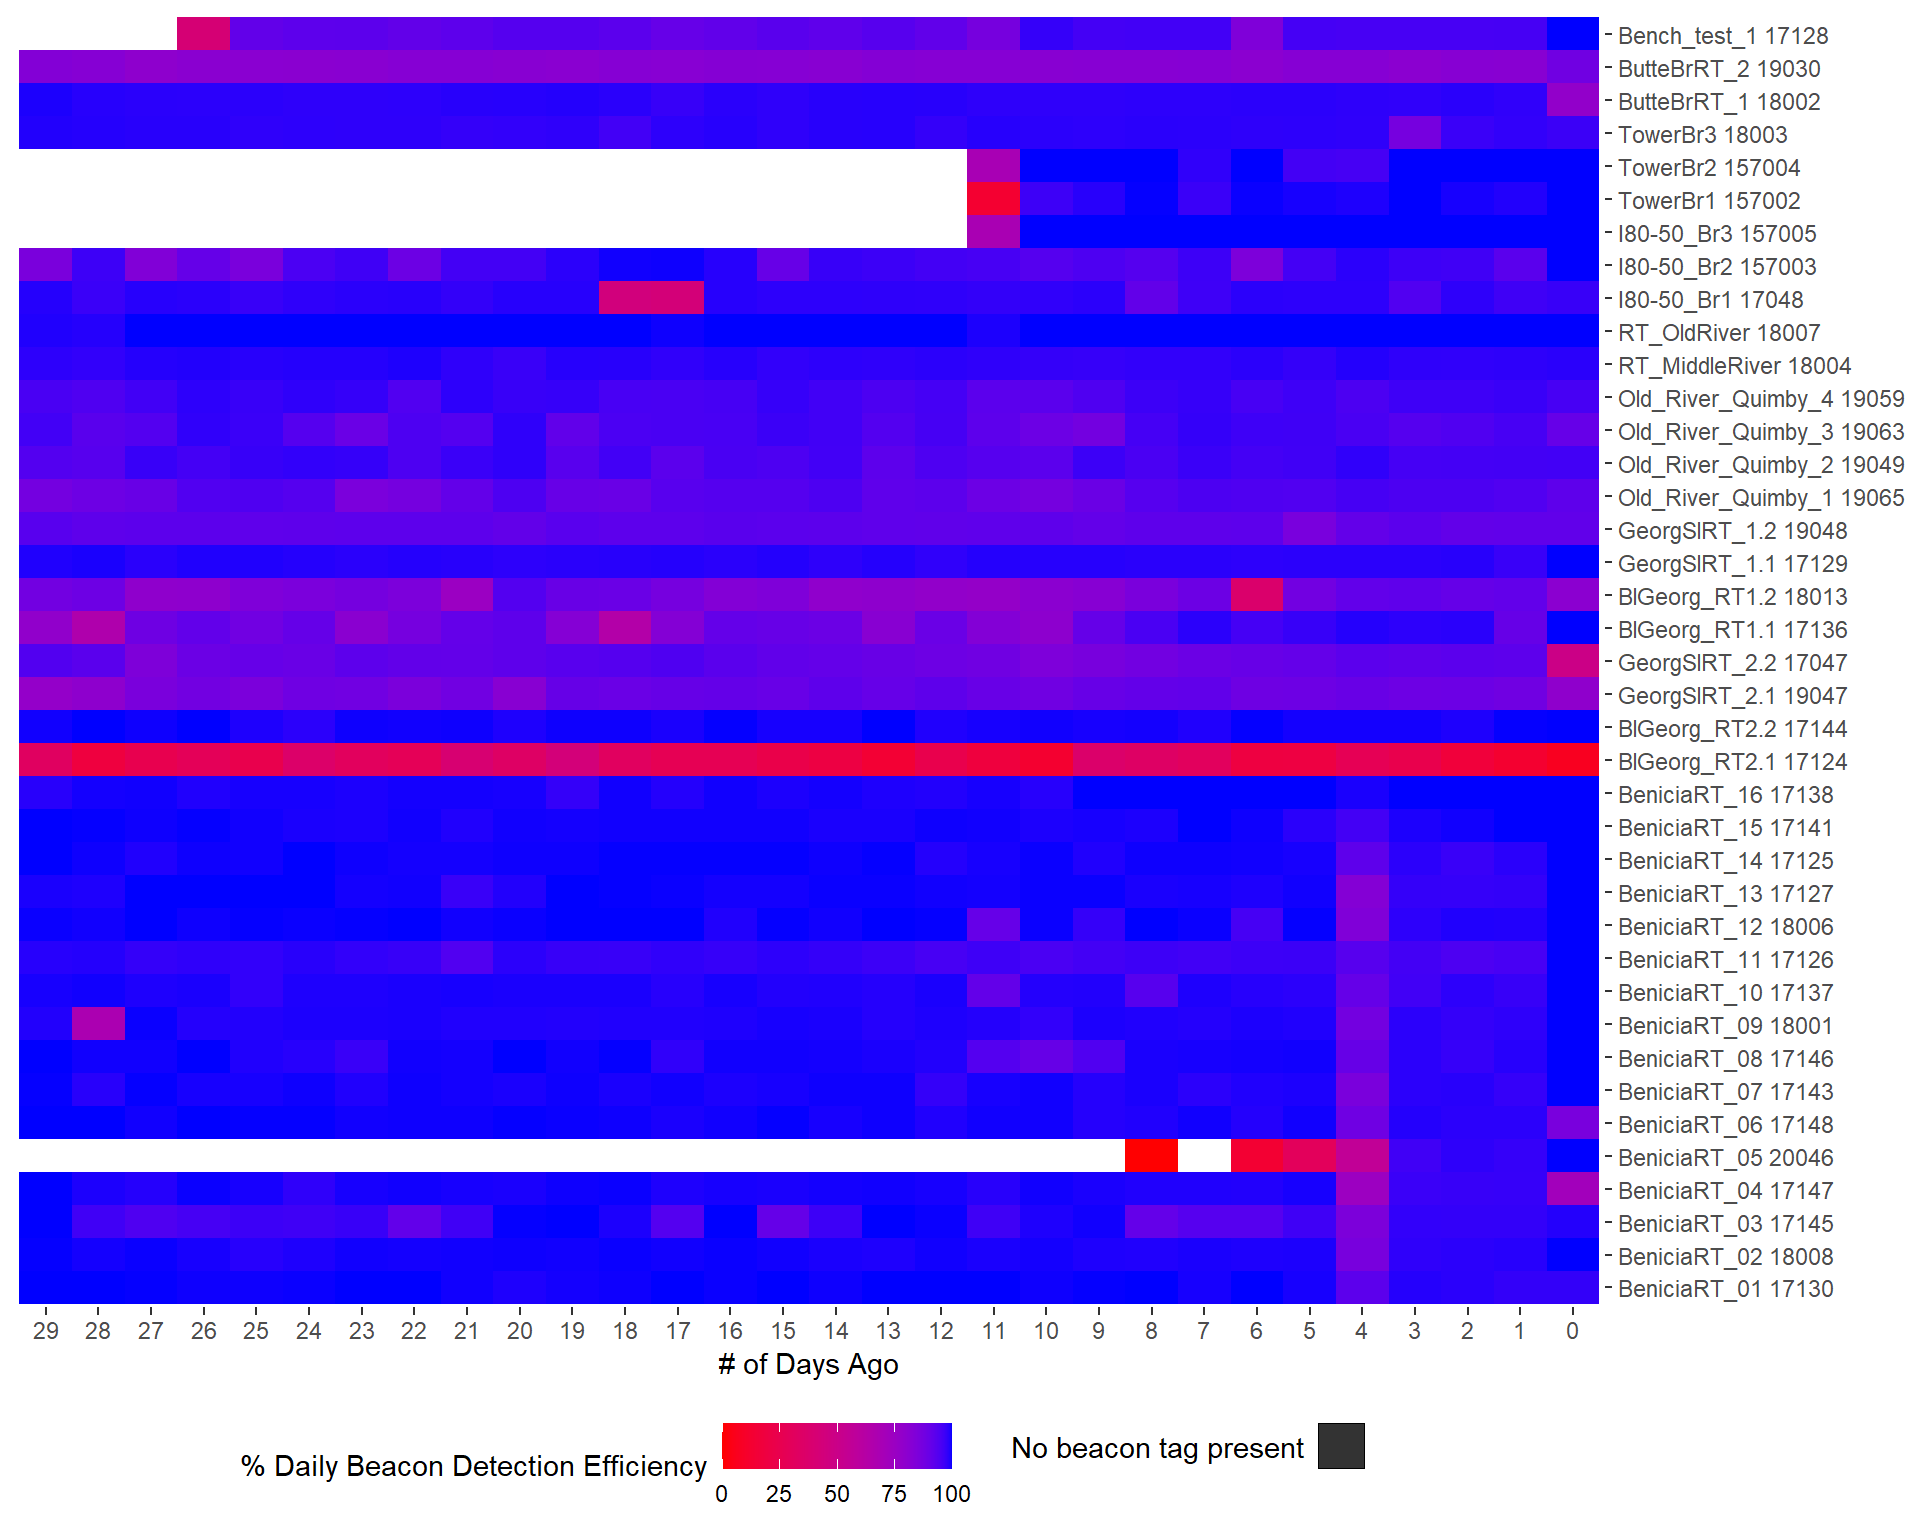 Bench_test_1 17128
ButteBrRT_2 19030
ButteBrRT_1 18002
TowerBr3 18003
TowerBr2 157004
TowerBr1 157002
I80-50_Br3 157005
I80-50_Br2 157003
I80-50_Br1 17048
RT_OldRiver 18007
RT_MiddleRiver 18004
Old_River_Quimby_4 19059
Old_River_Quimby_3 19063
Old_River_Quimby_2 19049
Old_River_Quimby_1 19065
GeorgSlRT_1.2 19048
GeorgSlRT_1.1 17129
BlGeorg_RT1.2 18013
BlGeorg_RT1.1 17136
GeorgSlRT_2.2 17047
GeorgSlRT_2.1 19047
BlGeorg_RT2.2 17144
BlGeorg_RT2.1 17124
BeniciaRT_16 17138
BeniciaRT_15 17141
BeniciaRT_14 17125
BeniciaRT_13 17127
BeniciaRT_12 18006
BeniciaRT_11 17126
BeniciaRT_10 17137
BeniciaRT_09 18001
BeniciaRT_08 17146
BeniciaRT_07 17143
BeniciaRT_06 17148
BeniciaRT_05 20046
BeniciaRT_04 17147
BeniciaRT_03 17145
BeniciaRT_02 18008
BeniciaRT_01 17130
29 28 27 26 25 24 23 22 21 20 19 18 17 16 15 14 13 12 11 10 9 8 7 6 5 4 3 2 1 0
# of Days Ago
% Daily Beacon Detection Efficiency
0 25 50 75 100
No beacon tag present